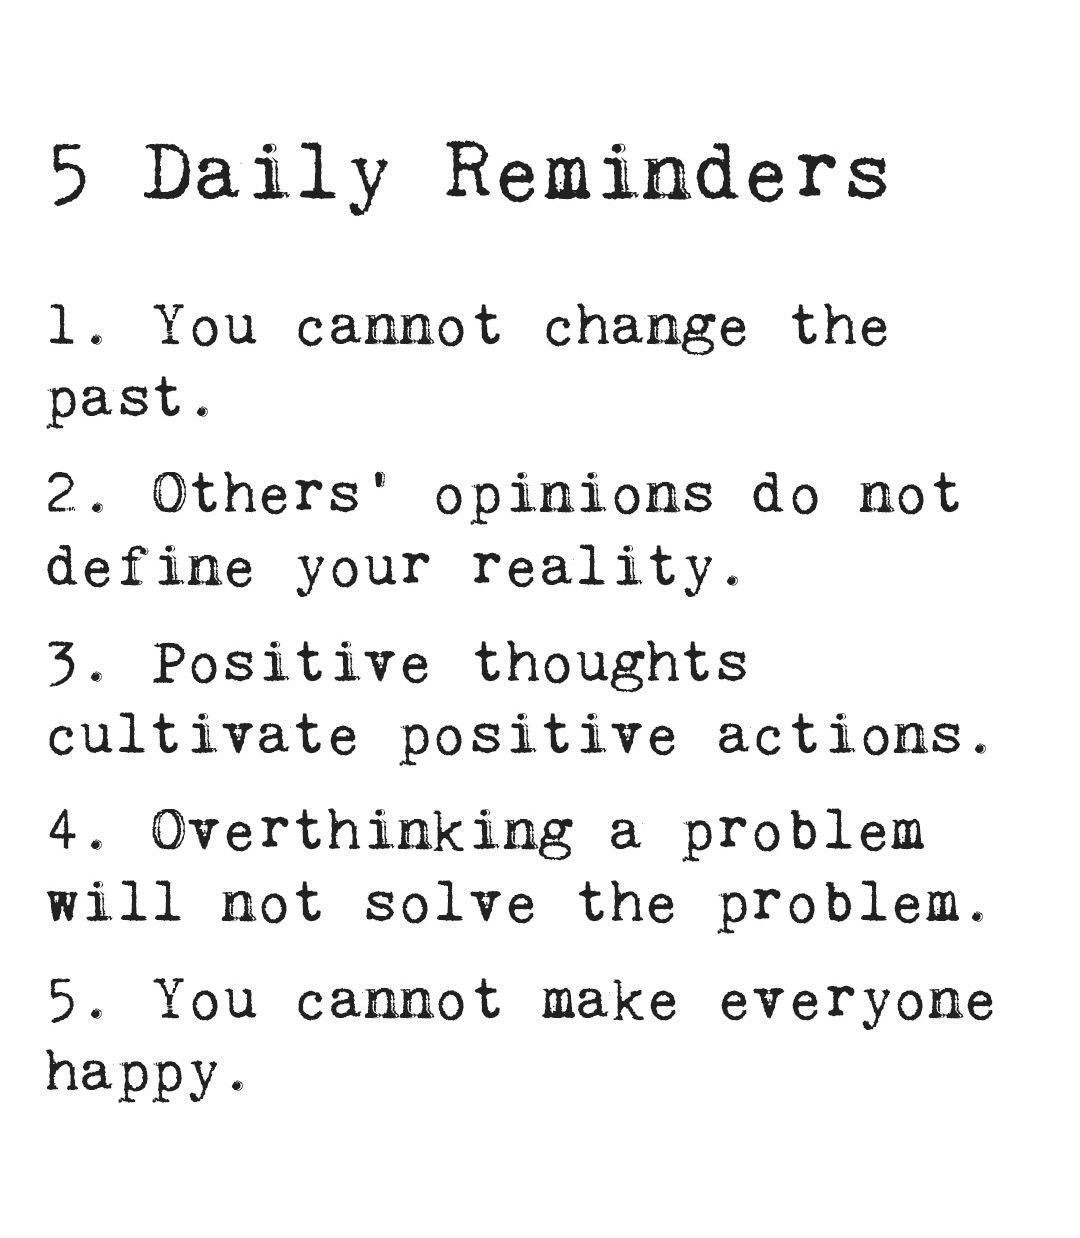 5 Daily Reminders
1. You cannot change the
past.
2. Others' opinions do not
define your reality.
3. Positive thoughts
cultivate positive actions.
4. Overthinking a problem
will not solve the problem.
5. You cannot make everyone
happy.